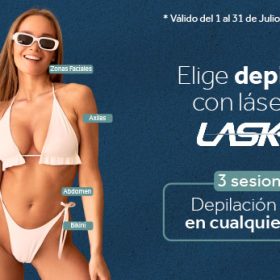 * Válido del 1 al 31 de Julio
Elige depi
con láse
LASK
Zonas Faciales
Axilas
Abdomen
Bikini
3 sesion
Depilación
en cualquie